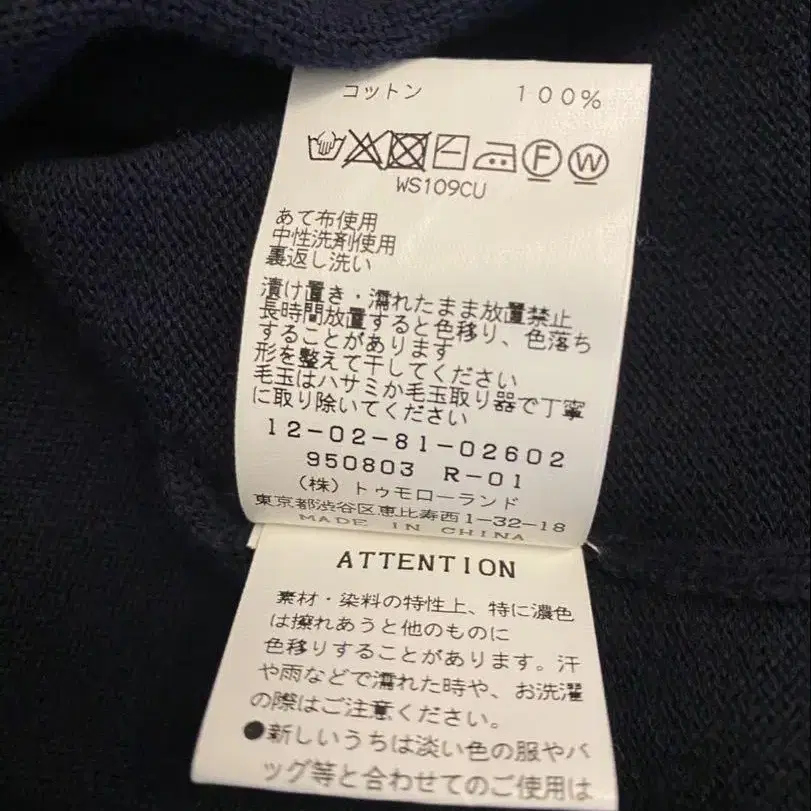 コットン 100%
F W
WS109CU
あて布使用
中性洗剤使用
裏返し洗い
漬け置き・濡れたまま放置禁止
長時間放置すると色移り、色落ち
することがあります
形を整えて干してください
毛玉はハサミか毛玉取り器で丁寧
に取り除いてください
12-02-81-02602
950803 R-01
(株)トゥモローランド
東京都渋谷区恵比寿西1-32-18
MADE IN CHINA
ATTENTION
素材・染料の特性上、特に濃色
は擦れあうと他のものに
色移りすることがあります。汗
や雨などで濡れた時や、お洗濯
の際はご注意ください。
●新しいうちは淡い色の服やバ
ッグ等と合わせてのご使用は